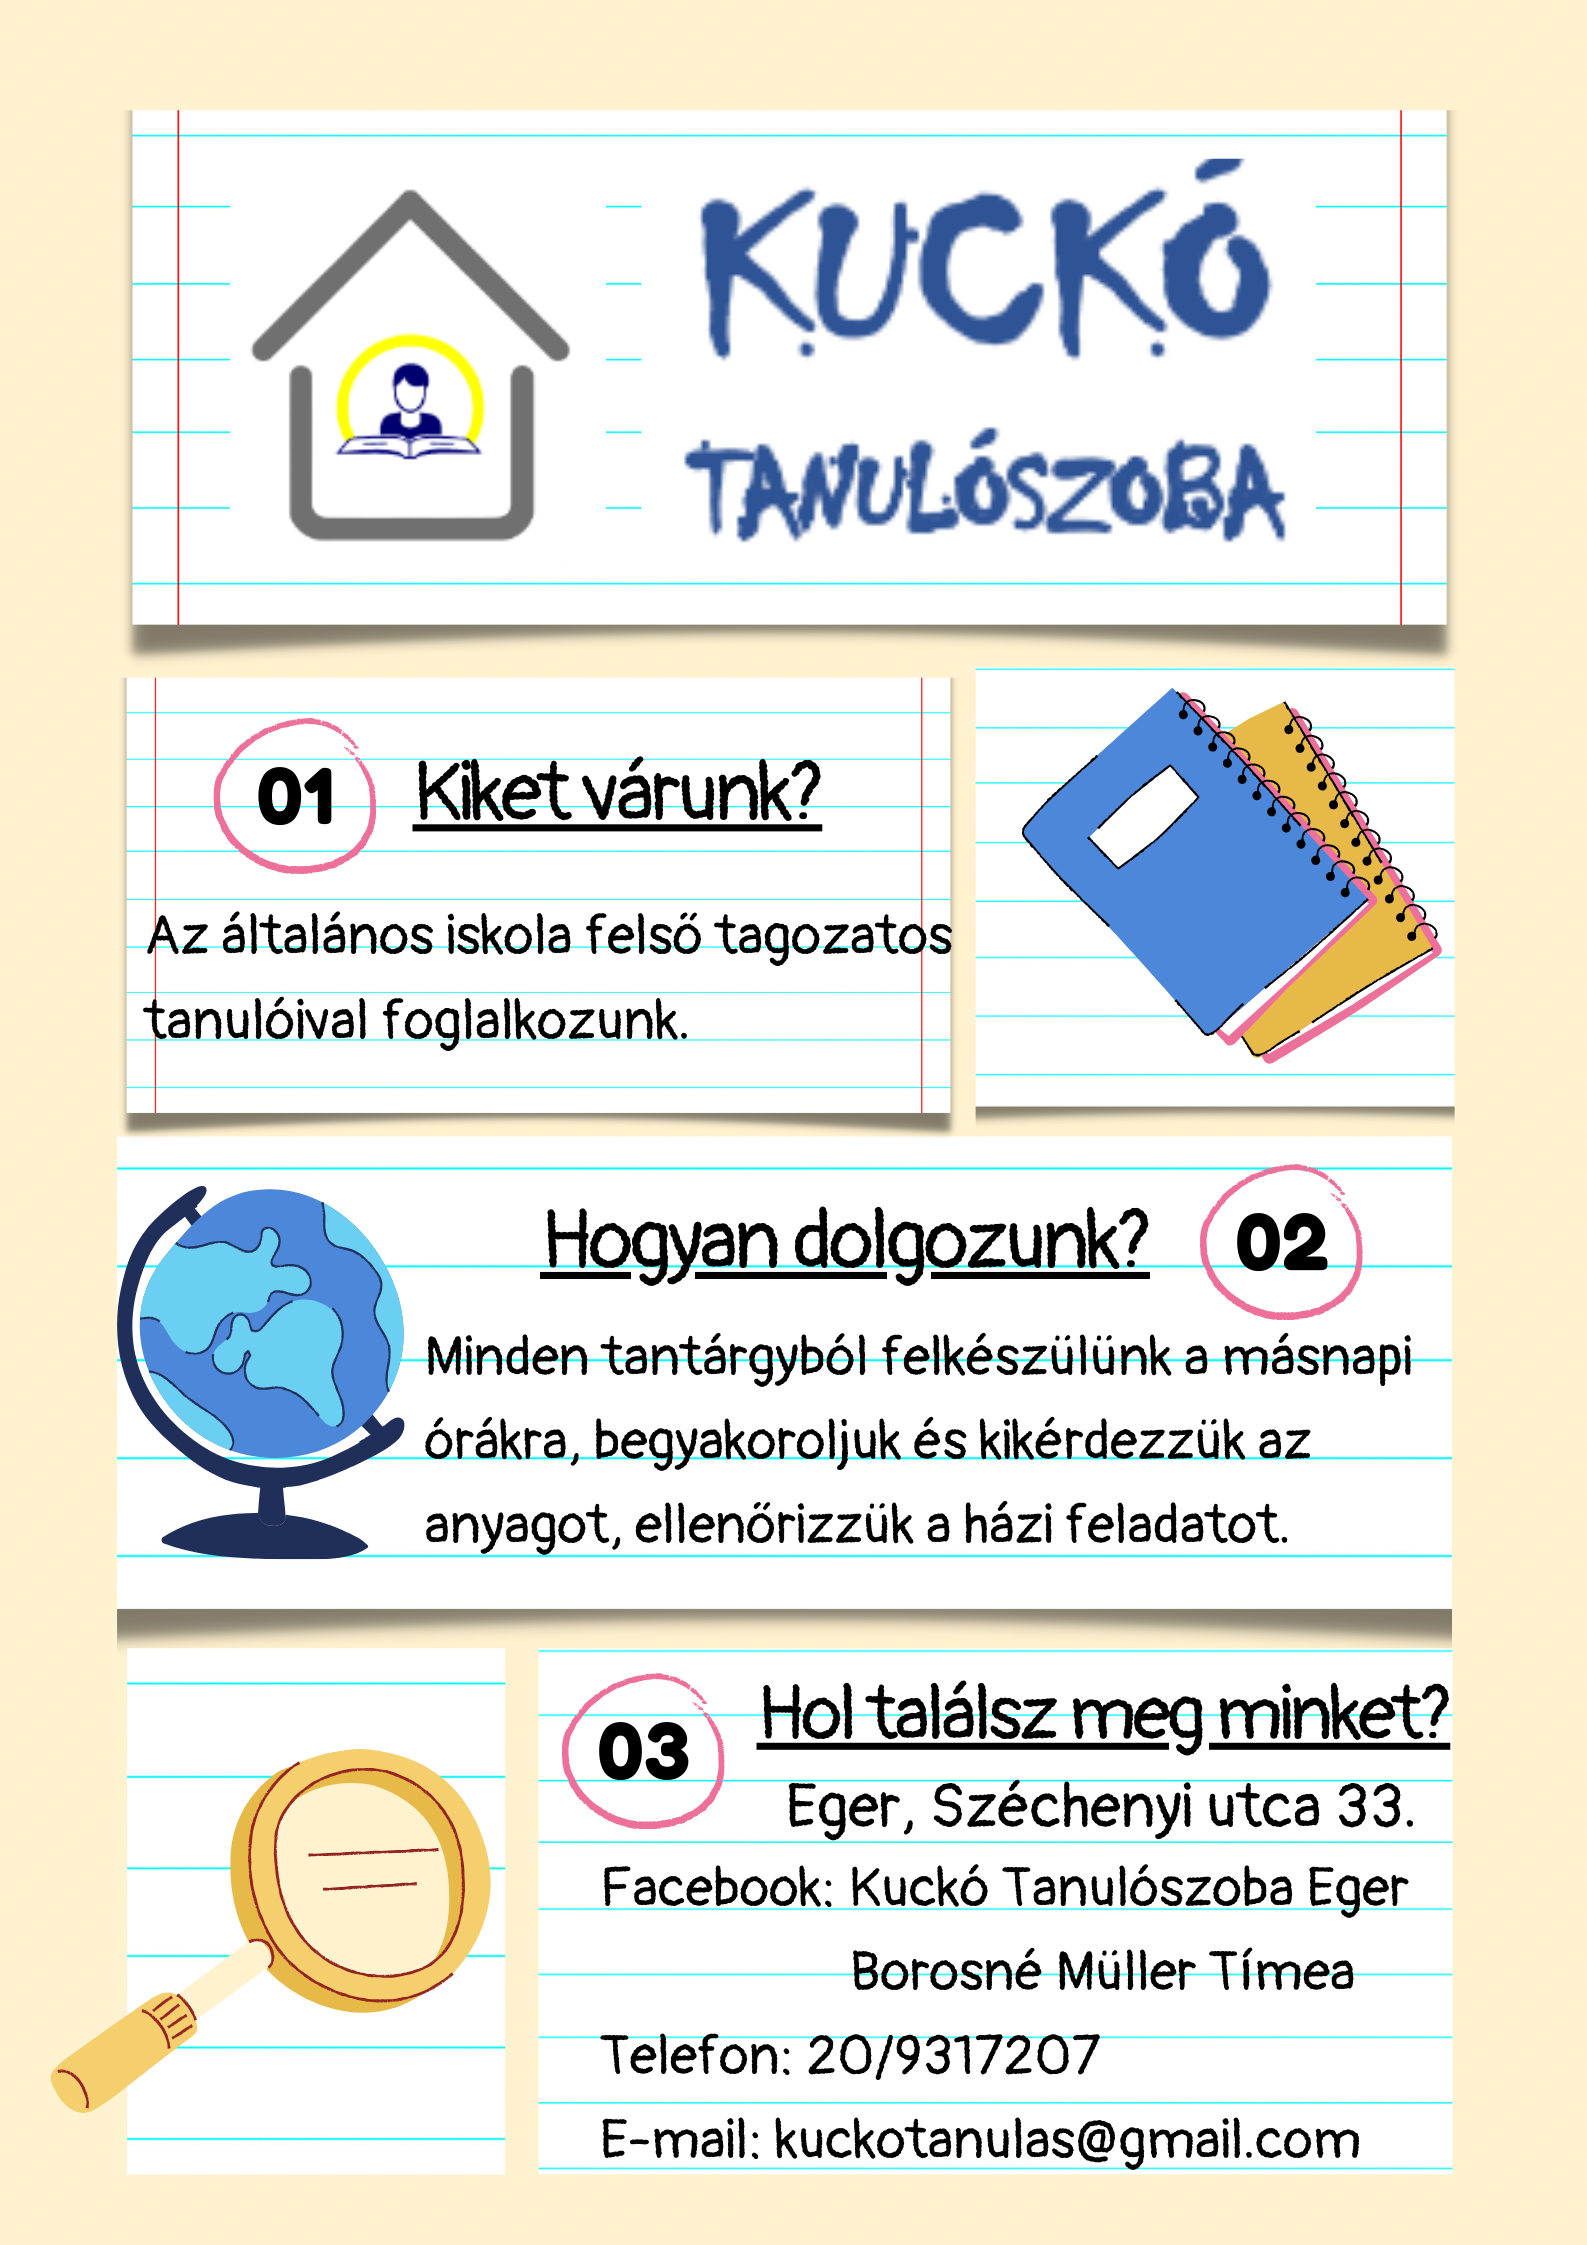 KUCKÓ
TANULÓSZOBA
01 Kiket várunk?
Az általános iskola felső tagozatos
tanulóival foglalkozunk.
Hogyan dolgozunk? 02
Minden tantárgyból felkészülünk a másnapi
órákra, begyakoroljuk és kikérdezzük az
anyagot, ellenőrizzük a házi feladatot.
03 Hol találsz meg minket?
Eger, Széchenyi utca 33.
Facebook: Kuckó Tanulószoba Eger
Borosné Müller Tímea
Telefon: 20/9317207
E-mail: kuckotanulas@gmail.com